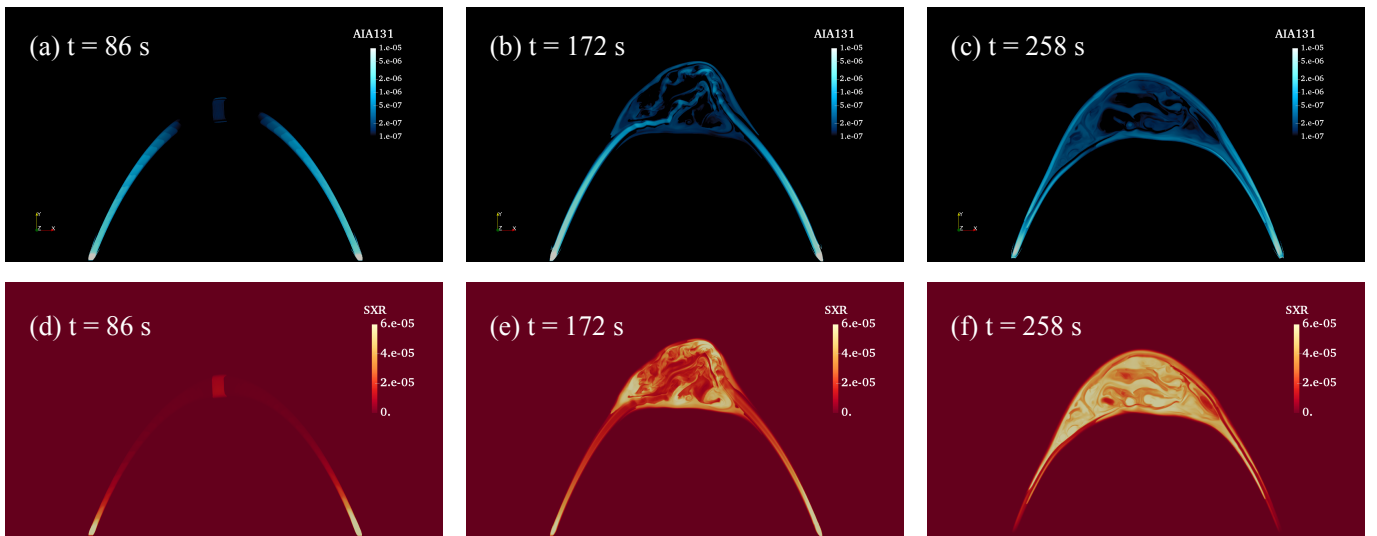 (a) t = 86 s
AIA131
1.e-05
5.e-06
2.e-06
1.e-06
5.e-07
2.e-07
1.e-07
Y
Z X
(b) t = 172 s
AIA131
1.e-05
5.e-06
2.e-06
1.e-06
5.e-07
2.e-07
1.e-07
Y
Z X
(c) t = 258 s
AIA131
1.e-05
5.e-06
2.e-06
1.e-06
5.e-07
2.e-07
1.e-07
Y
Z X
(d) t = 86 s
SXR
6.e-05
4.e-05
2.e-05
0.
(e) t = 172 s
SXR
6.e-05
4.e-05
2.e-05
0.
(f) t = 258 s
SXR
6.e-05
4.e-05
2.e-05
0.